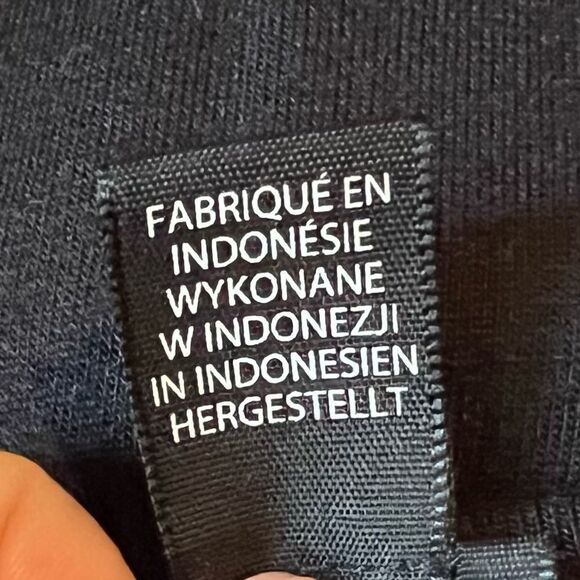 FABRIQUÉ EN
INDONÉSIE
WYKONANE
W INDONEZJI
IN INDONESIEN
HERGESTELLT